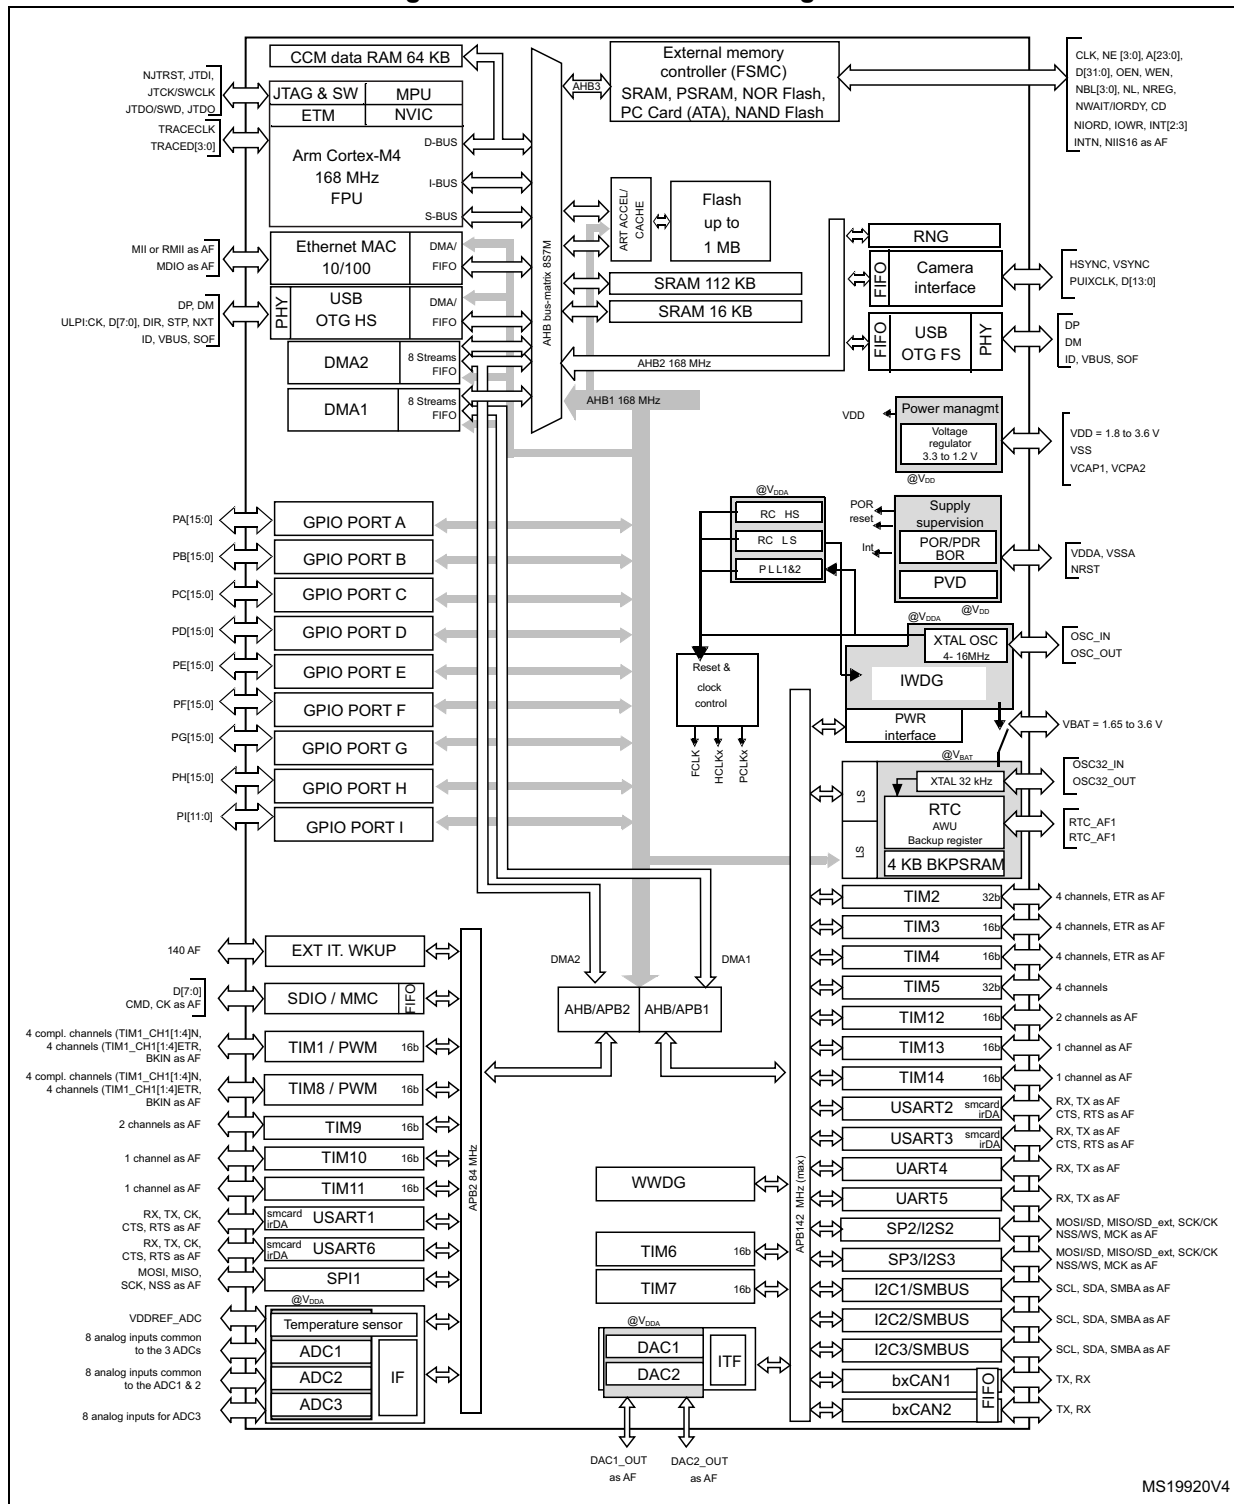 CCM data RAM 64 KB
External memory
controller (FSMC)
SRAM, PSRAM, NOR Flash,
PC Card (ATA), NAND Flash
AHB3
CLK, NE [3:0], A[23:0],
D[31:0], OEN, WEN,
NBL[3:0], NL, NREG,
NWAIT/IORDY, CD
NIORD, IOWR, INT[2:3]
INTN, NIIS16 as AF
NJTRST, JTDI,
JTCK/SWCLK
JTDO/SWD, JTDO
TRACECLK
TRACED[3:0]
JTAG & SW
MPU
ETM
NVIC
Arm Cortex-M4
168 MHz
FPU
D-BUS
I-BUS
S-BUS
AHB bus-matrix 8S7M
ART ACCEL/
CACHE
Flash
up to
1 MB
SRAM 112 KB
SRAM 16 KB
AHB2 168 MHz
AHB1 168 MHz
MII or RMII as AF
MDIO as AF
Ethernet MAC
10/100
DMA/
FIFO
DP, DM
ULPI:CK, D[7:0], DIR, STP, NXT
ID, VBUS, SOF
PHY
USB
OTG HS
DMA/
FIFO
DMA2
8 Streams
FIFO
DMA1
8 Streams
FIFO
RNG
FIFO
Camera
interface
HSYNC, VSYNC
PUIXCLK, D[13:0]
FIFO
USB
OTG FS
PHY
DP
DM
ID, VBUS, SOF
VDD
Power managmt
Voltage
regulator
3.3 to 1.2 V
@VDD
VDD = 1.8 to 3.6 V
VSS
VCAP1, VCPA2
@VDDA
RC HS
RC LS
PLL1&2
POR
reset
Int
Supply
supervision
POR/PDR
BOR
PVD
@VDD
VDDA, VSSA
NRST
@VDDA
XTAL OSC
4- 16MHz
IWDG
OSC_IN
OSC_OUT
PWR
interface
VBAT = 1.65 to 3.6 V
Reset &
clock
control
FCLK
HCLKx
PCLKx
@VBAT
LS
LS
XTAL 32 kHz
RTC
AWU
Backup register
4 KB BKPSRAM
OSC32_IN
OSC32_OUT
RTC_AF1
RTC_AF1
PA[15:0]
GPIO PORT A
PB[15:0]
GPIO PORT B
PC[15:0]
GPIO PORT C
PD[15:0]
GPIO PORT D
PE[15:0]
GPIO PORT E
PF[15:0]
GPIO PORT F
PG[15:0]
GPIO PORT G
PH[15:0]
GPIO PORT H
PI[11:0]
GPIO PORT I
DMA2
DMA1
AHB/APB2
AHB/APB1
140 AF
EXT IT. WKUP
D[7:0]
CMD, CK as AF
SDIO / MMC
FIFO
4 compl. channels (TIM1_CH1[1:4]N,
4 channels (TIM1_CH1[1:4]ETR,
BKIN as AF
TIM1 / PWM 16b
4 compl. channels (TIM1_CH1[1:4]N,
4 channels (TIM1_CH1[1:4]ETR,
BKIN as AF
TIM8 / PWM 16b
2 channels as AF
TIM9 16b
1 channel as AF
TIM10 16b
1 channel as AF
TIM11 16b
RX, TX, CK,
CTS, RTS as AF
smcard
irDA
USART1
RX, TX, CK,
CTS, RTS as AF
smcard
irDA
USART6
MOSI, MISO,
SCK, NSS as AF
SPI1
@VDDA
VDDREF_ADC
Temperature sensor
8 analog inputs common
to the 3 ADCs
ADC1
8 analog inputs common
to the ADC1 & 2
ADC2
8 analog inputs for ADC3
ADC3
IF
APB2 84 MHz
WWDG
TIM6 16b
TIM7 16b
@VDDA
DAC1
DAC2
ITF
DAC1_OUT
as AF
DAC2_OUT
as AF
APB142 MHz (max)
TIM2 32b
4 channels, ETR as AF
TIM3 16b
4 channels, ETR as AF
TIM4 16b
4 channels, ETR as AF
TIM5 32b
4 channels
TIM12 16b
2 channels as AF
TIM13 16b
1 channel as AF
TIM14 16b
1 channel as AF
USART2
smcard
irDA
RX, TX as AF
CTS, RTS as AF
USART3
smcard
irDA
RX, TX as AF
CTS, RTS as AF
UART4
RX, TX as AF
UART5
RX, TX as AF
SP2/I2S2
MOSI/SD, MISO/SD_ext, SCK/CK
NSS/WS, MCK as AF
SP3/I2S3
MOSI/SD, MISO/SD_ext, SCK/CK
NSS/WS, MCK as AF
I2C1/SMBUS
SCL, SDA, SMBA as AF
I2C2/SMBUS
SCL, SDA, SMBA as AF
I2C3/SMBUS
SCL, SDA, SMBA as AF
bxCAN1
TX, RX
bxCAN2
FIFO
TX, RX
MS19920V4